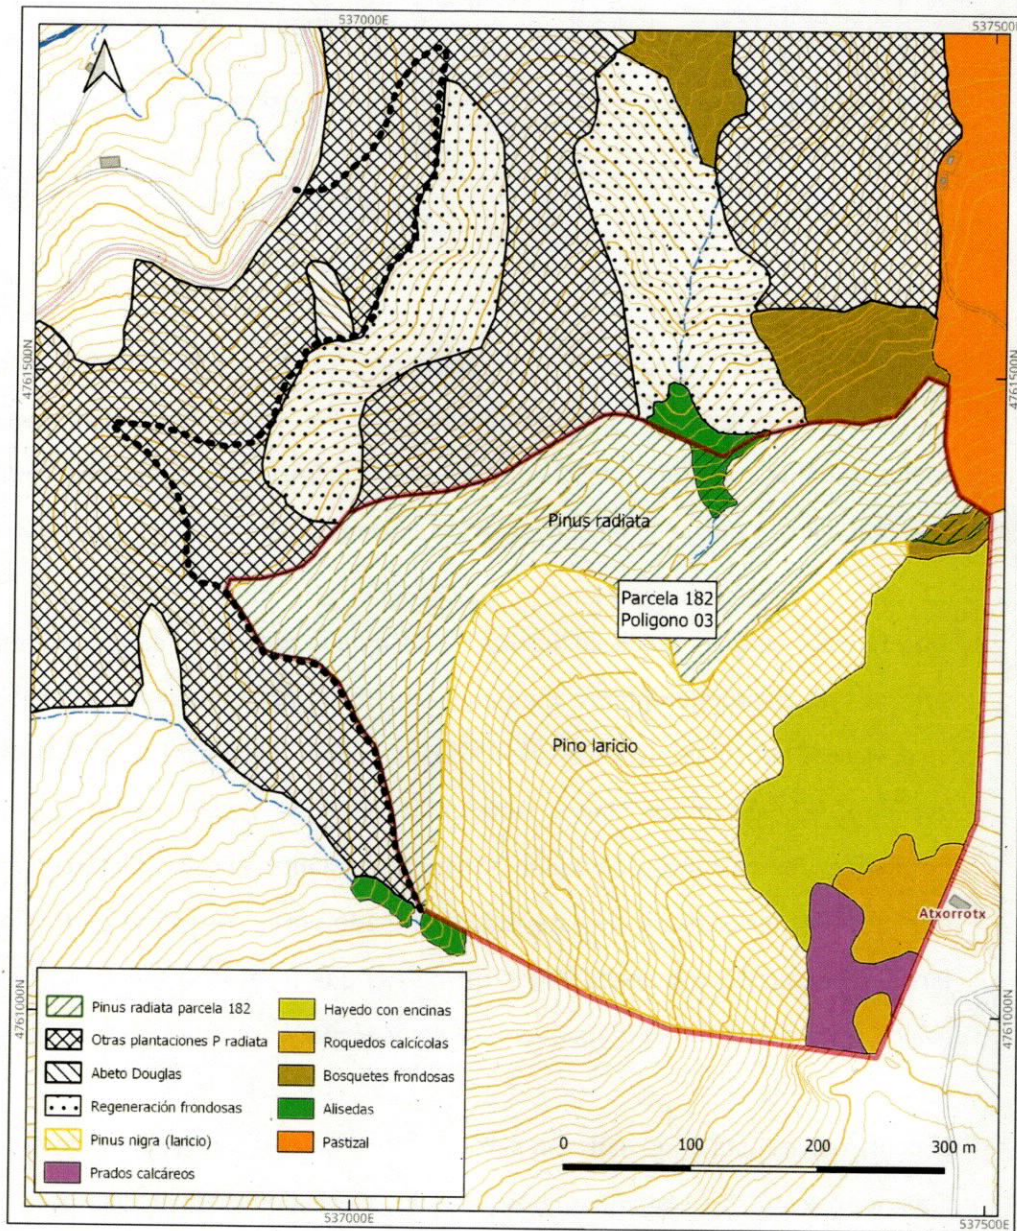 537000E
537500E
4761500N
4761500N
Pinus radiata
Parcela 182
Poligono 03
Pino laricio
Atxorrotx
4761000N
4761000N
Pinus radiata parcela 182
Otras plantaciones P radiata
Abeto Douglas
Regeneración frondosas
Pinus nigra (laricio)
Prados calcáreos
Hayedo con encinas
Roquedos calcícolas
Bosquetes frondosas
Alisedas
Pastizal
0 100 200 300 m
537000E
537500E